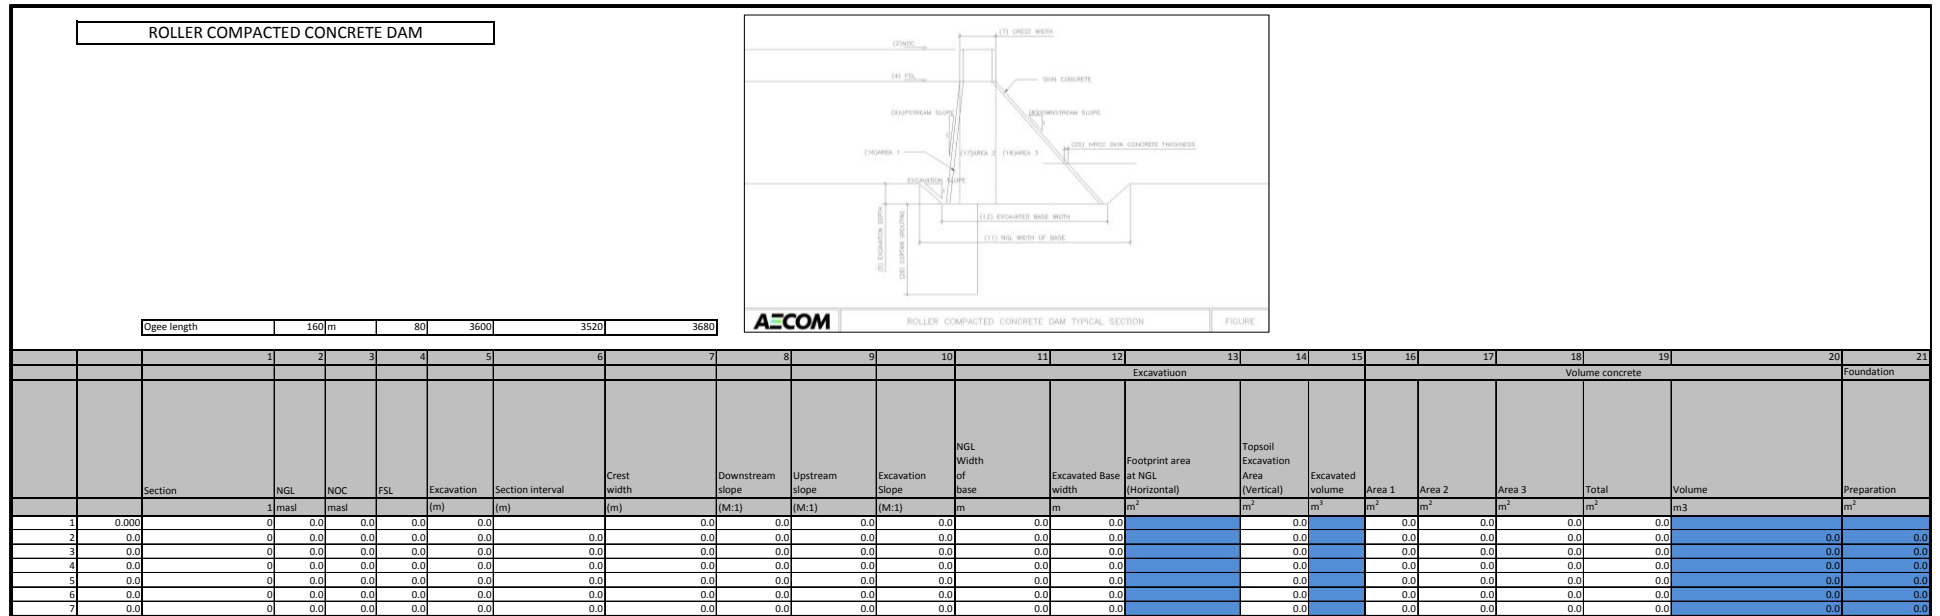 ROLLER COMPACTED CONCRETE DAM
(7) CREST WIDTH
(2)NOC
(4) FSL
SKIN CONCRETE
(9)UPSTREAM SLOPE
(8)DOWNSTREAM SLOPE
(25) IVRCC SKIN CONCRETE THICKNESS
(16)AREA 1
(17)AREA 2
(18)AREA 3
EXCAVATION SLOPE
(12) EXCAVATED BASE WIDTH
(11) NGL WIDTH OF BASE
(5) EXCAVATION DEPTH
(26) CURTAIN GROUTING
AECOM ROLLER COMPACTED CONCRETE DAM TYPICAL SECTION FIGURE
Ogee length 160 m 80 3600 3520 3680
1 2 3 4 5 6 7 8 9 10 11 12 13 14 15 16 17 18 19 20 21
Excavatiuon Volume concrete Foundation
Section NGL NOC FSL Excavation Section interval Crest width Downstream slope Upstream slope Excavation Slope NGL Width of base Excavated Base width Footprint area at NGL (Horizontal) Topsoil Excavation Area (Vertical) Excavated volume Area 1 Area 2 Area 3 Total Volume Preparation
1 masl masl (m) (m) (m) (M:1) (M:1) (M:1) m m m² m² m³ m² m² m² m² m3 m²
1 0.000 0 0.0 0.0 0.0 0.0 0.0 0.0 0.0 0.0 0.0 0.0 0.0 0.0 0.0 0.0 0.0
2 0.0 0 0.0 0.0 0.0 0.0 0.0 0.0 0.0 0.0 0.0 0.0 0.0 0.0 0.0 0.0 0.0 0.0 0.0 0.0
3 0.0 0 0.0 0.0 0.0 0.0 0.0 0.0 0.0 0.0 0.0 0.0 0.0 0.0 0.0 0.0 0.0 0.0 0.0 0.0
4 0.0 0 0.0 0.0 0.0 0.0 0.0 0.0 0.0 0.0 0.0 0.0 0.0 0.0 0.0 0.0 0.0 0.0 0.0 0.0
5 0.0 0 0.0 0.0 0.0 0.0 0.0 0.0 0.0 0.0 0.0 0.0 0.0 0.0 0.0 0.0 0.0 0.0 0.0 0.0
6 0.0 0 0.0 0.0 0.0 0.0 0.0 0.0 0.0 0.0 0.0 0.0 0.0 0.0 0.0 0.0 0.0 0.0 0.0 0.0
7 0.0 0 0.0 0.0 0.0 0.0 0.0 0.0 0.0 0.0 0.0 0.0 0.0 0.0 0.0 0.0 0.0 0.0 0.0 0.0